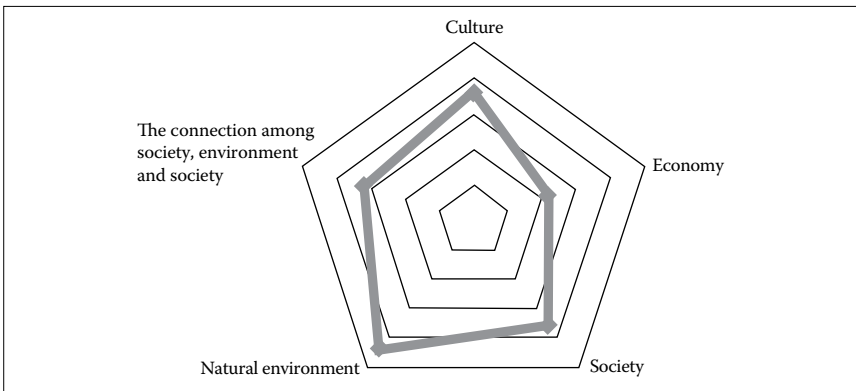 Culture
The connection among
society, environment
and society
Economy
Natural environment
Society